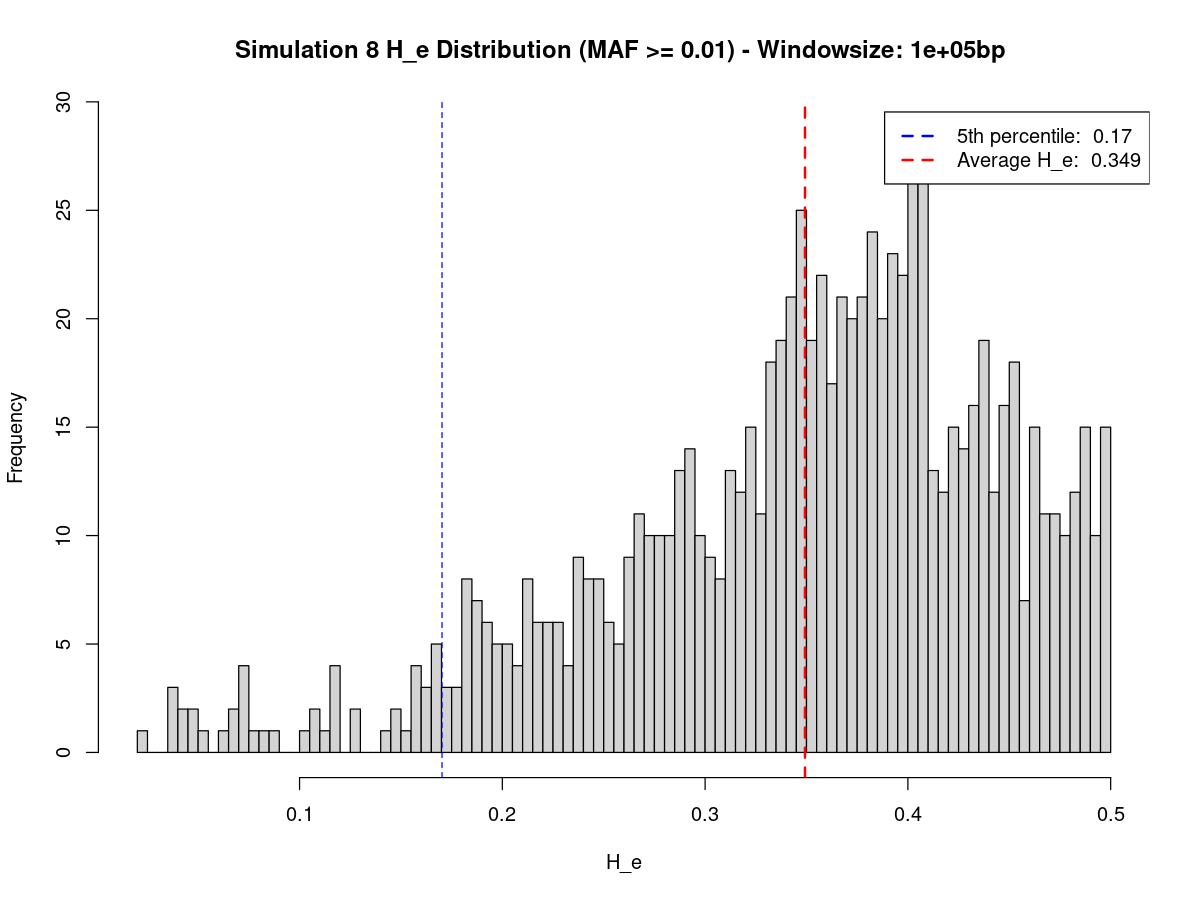 Simulation 8 H_e Distribution (MAF >= 0.01) - Windowsize: 1e+05bp
30
25
20
15
10
5
0
Frequency
5th percentile: 0.17
Average H_e: 0.349
0.1 0.2 0.3 0.4 0.5
H_e